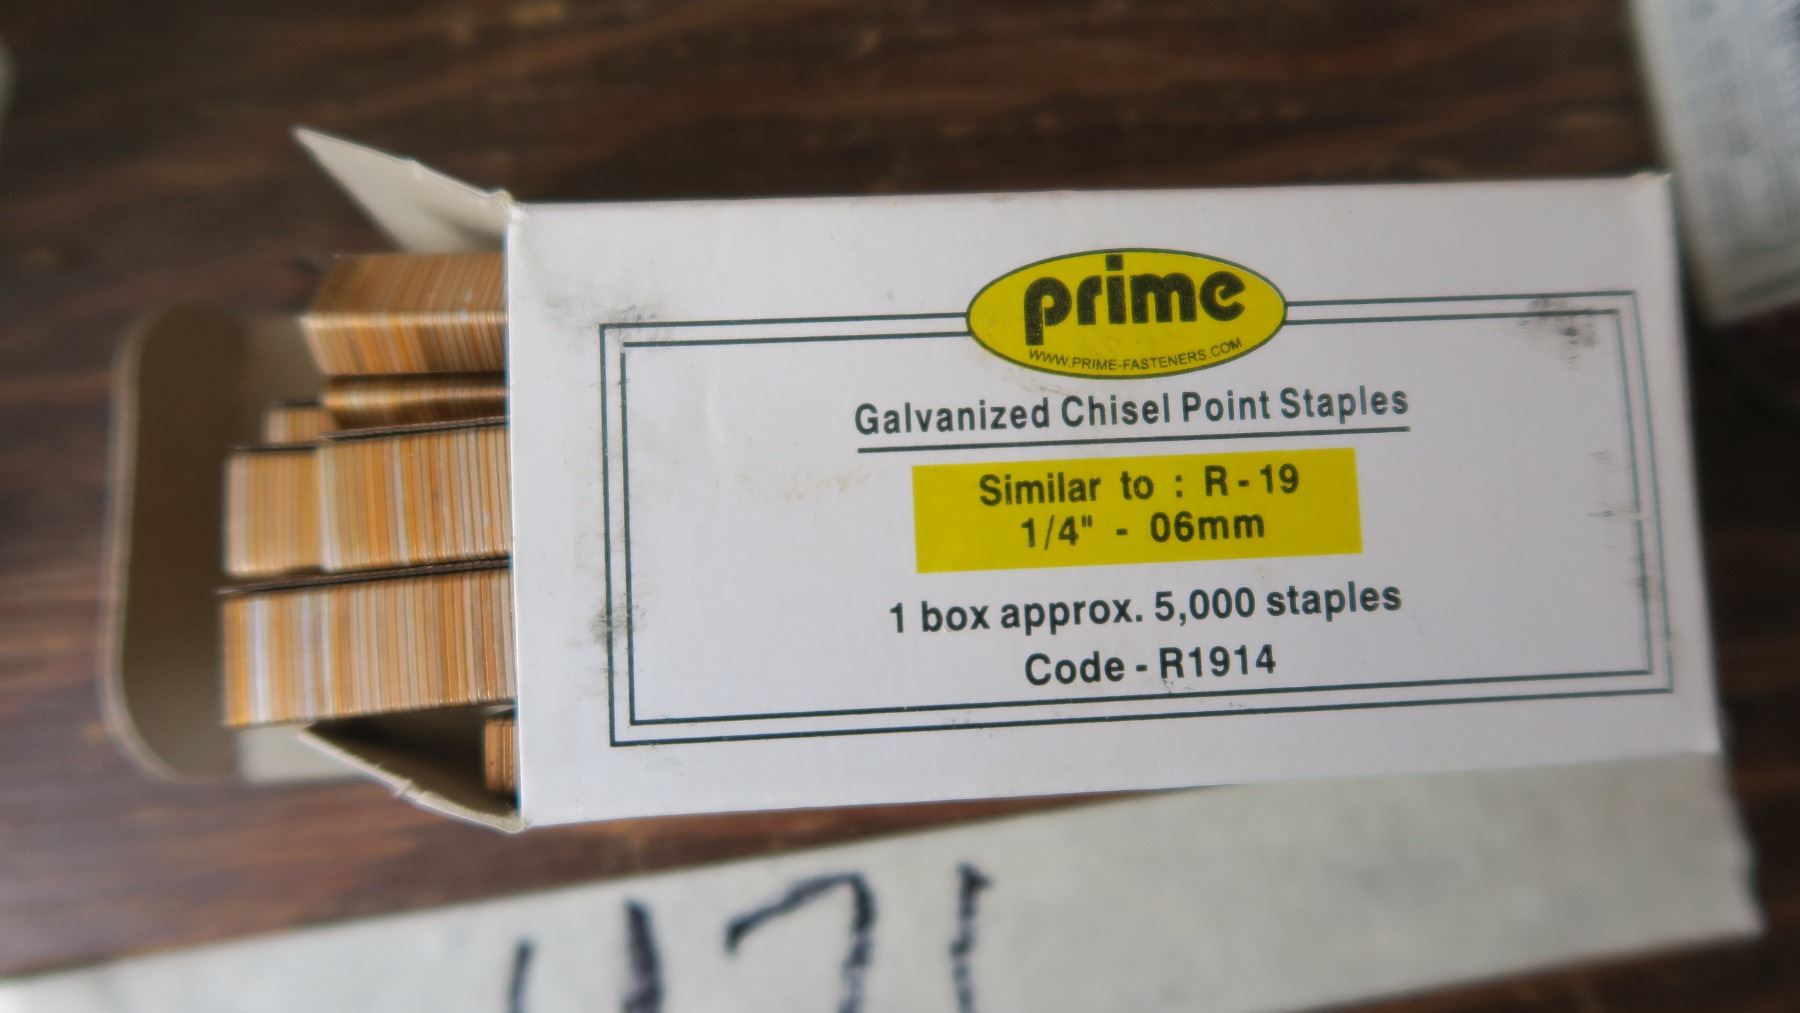 prime
WWW.PRIME-FASTENERS.COM
Galvanized Chisel Point Staples
Similar to : R - 19
1/4" - 06mm
1 box approx. 5,000 staples
Code - R1914